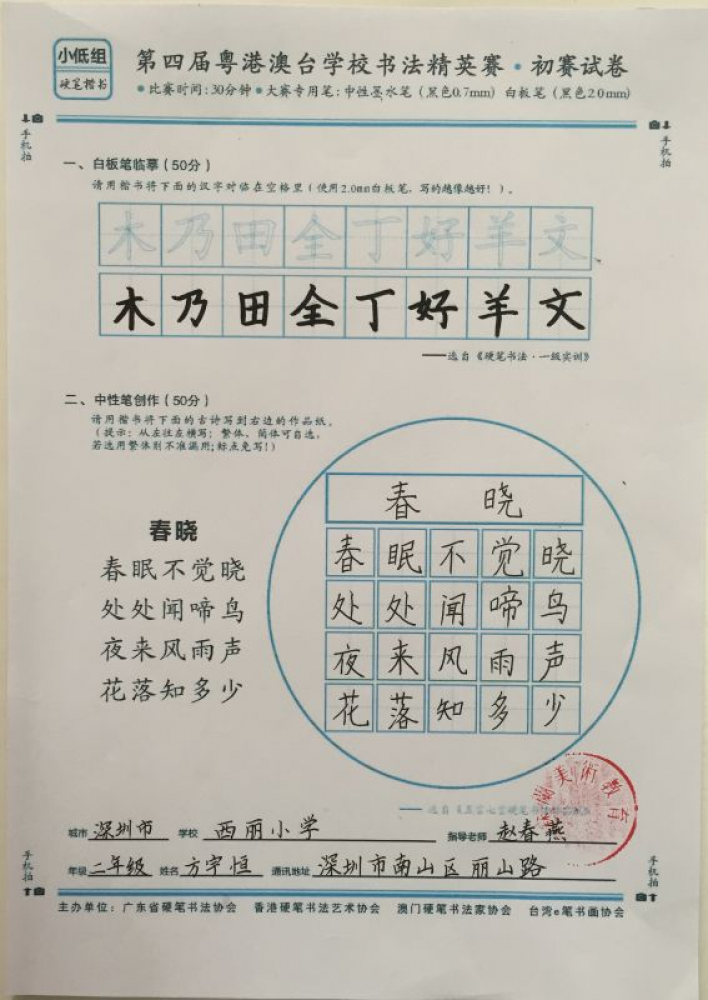 小低组
硬笔楷书
第四届粤港澳台学校书法精英赛·初赛试卷
●比赛时间:30分钟●大赛专用笔:中性墨水笔(黑色0.7mm) 白板笔(黑色2.0mm)
手机拍
手机拍
一、白板笔临摹(50分)
请用楷书将下面的汉字对临在空格里(使用2.0mm白板笔,写的越像越好!)。
木乃田全丁好羊文
木乃田全丁好羊文
——选自《硬笔书法·一级实训》
二、中性笔创作(50分)
请用楷书将下面的古诗写到右边的作品纸。
(提示:从左往左横写;繁体、简体可自选,
若选用繁体则不准漏用;标点免写!)
春晓
春眠不觉晓
处处闻啼鸟
夜来风雨声
花落知多少
春 晓
春眠不觉晓
处处闻啼鸟
夜来风雨声
花落知多少
美術教育
城市 深圳市 学校 西丽小学 指导老师 赵春燕
年级 二年级 姓名 方宇恒 通讯地址 深圳市南山区丽山路
手机拍
手机拍
主办单位:广东省硬笔书法协会 香港硬笔书法艺术协会 澳门硬笔书法家协会 台湾e笔书画协会